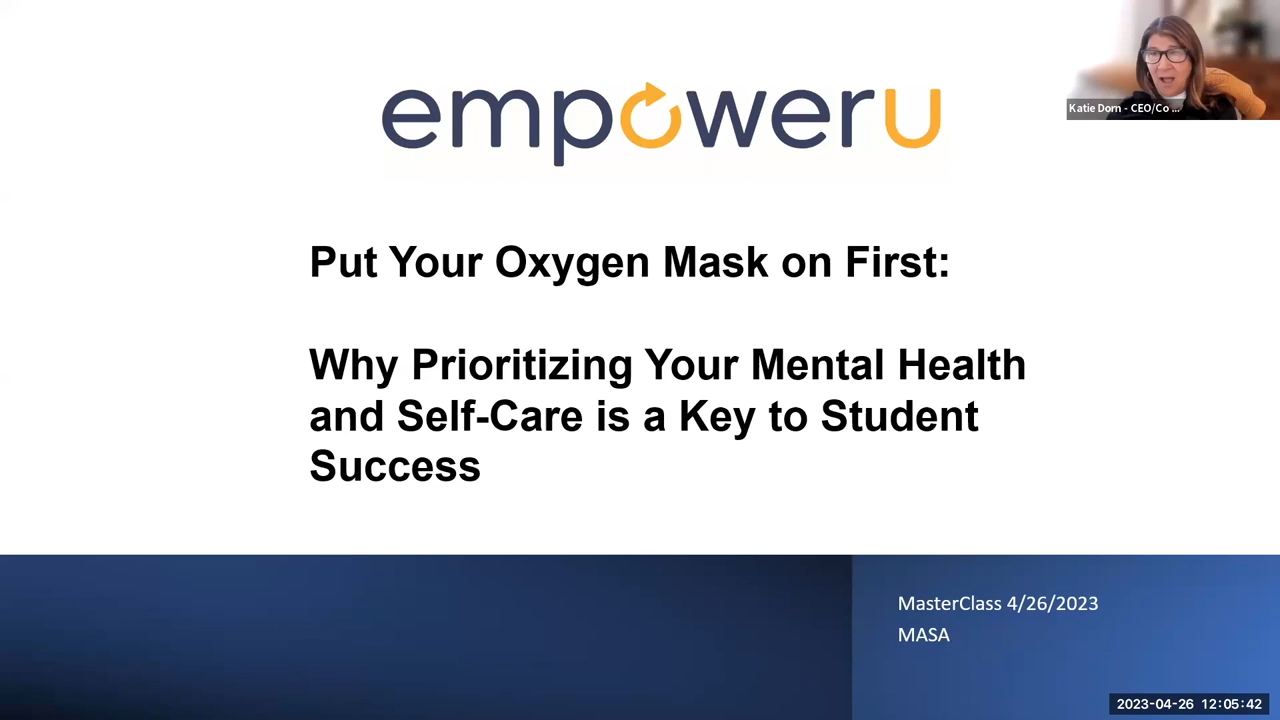 empoweru
Katie Dorn - CEO/Co ...
Put Your Oxygen Mask on First:
Why Prioritizing Your Mental Health
and Self-Care is a Key to Student
Success
MasterClass 4/26/2023
MASA
2023-04-26 12:05:42